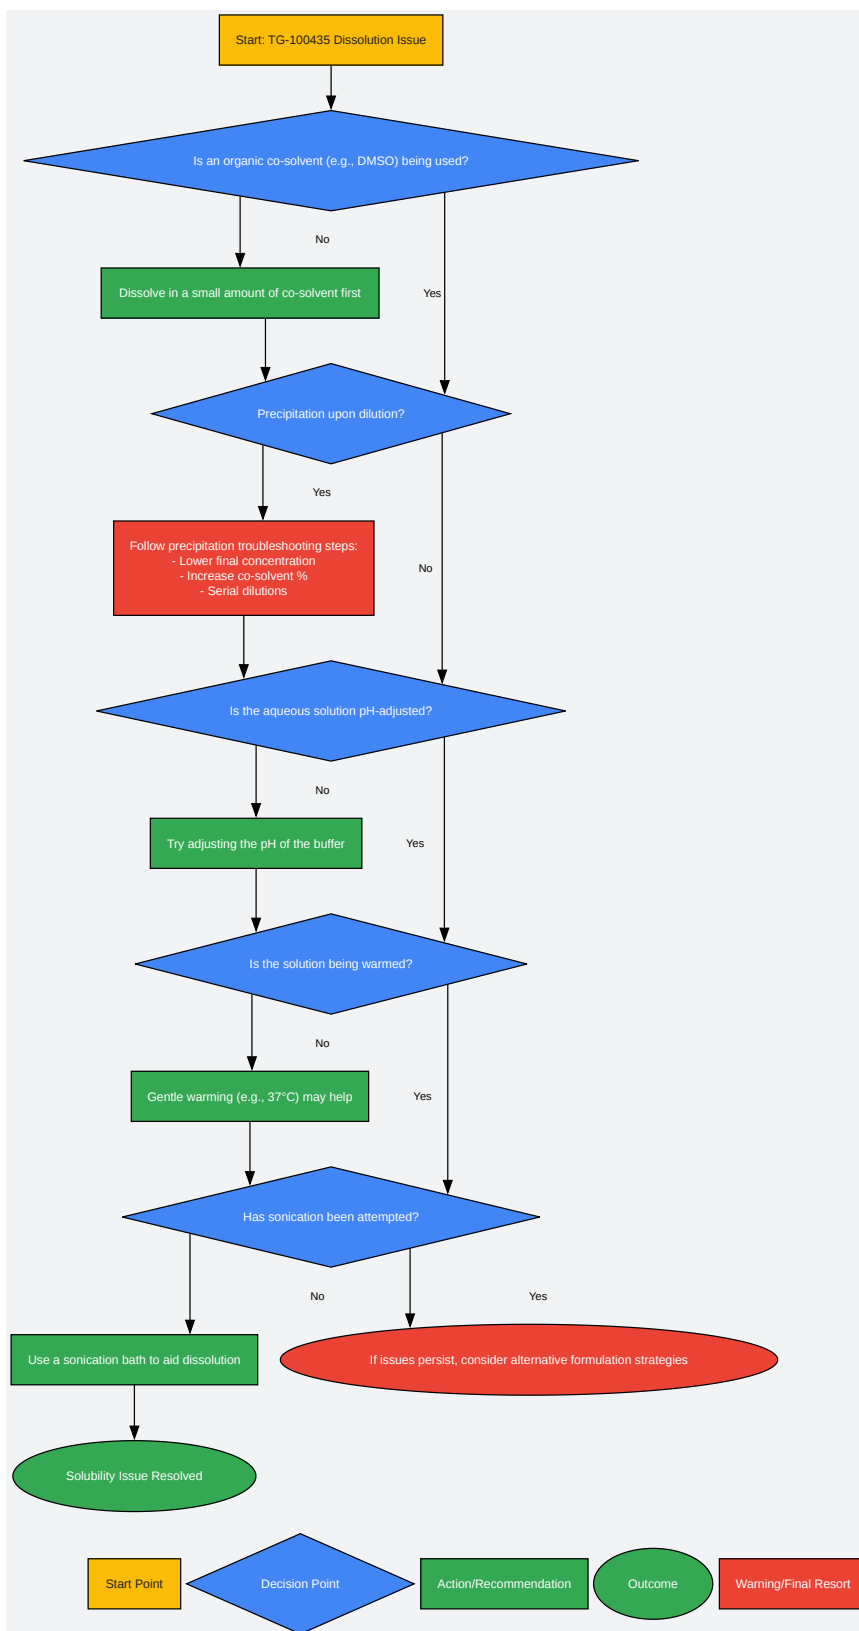 Start: TG-100435 Dissolution Issue
Is an organic co-solvent (e.g., DMSO) being used?
No
Dissolve in a small amount of co-solvent first
Yes
Precipitation upon dilution?
Yes
Follow precipitation troubleshooting steps:
- Lower final concentration
- Increase co-solvent %
- Serial dilutions
No
Is the aqueous solution pH-adjusted?
No
Try adjusting the pH of the buffer
Yes
Is the solution being warmed?
No
Gentle warming (e.g., 37°C) may help
Yes
Has sonication been attempted?
No
Yes
Use a sonication bath to aid dissolution
If issues persist, consider alternative formulation strategies
Solubility Issue Resolved
Start Point
Decision Point
Action/Recommendation
Outcome
Warning/Final Resort